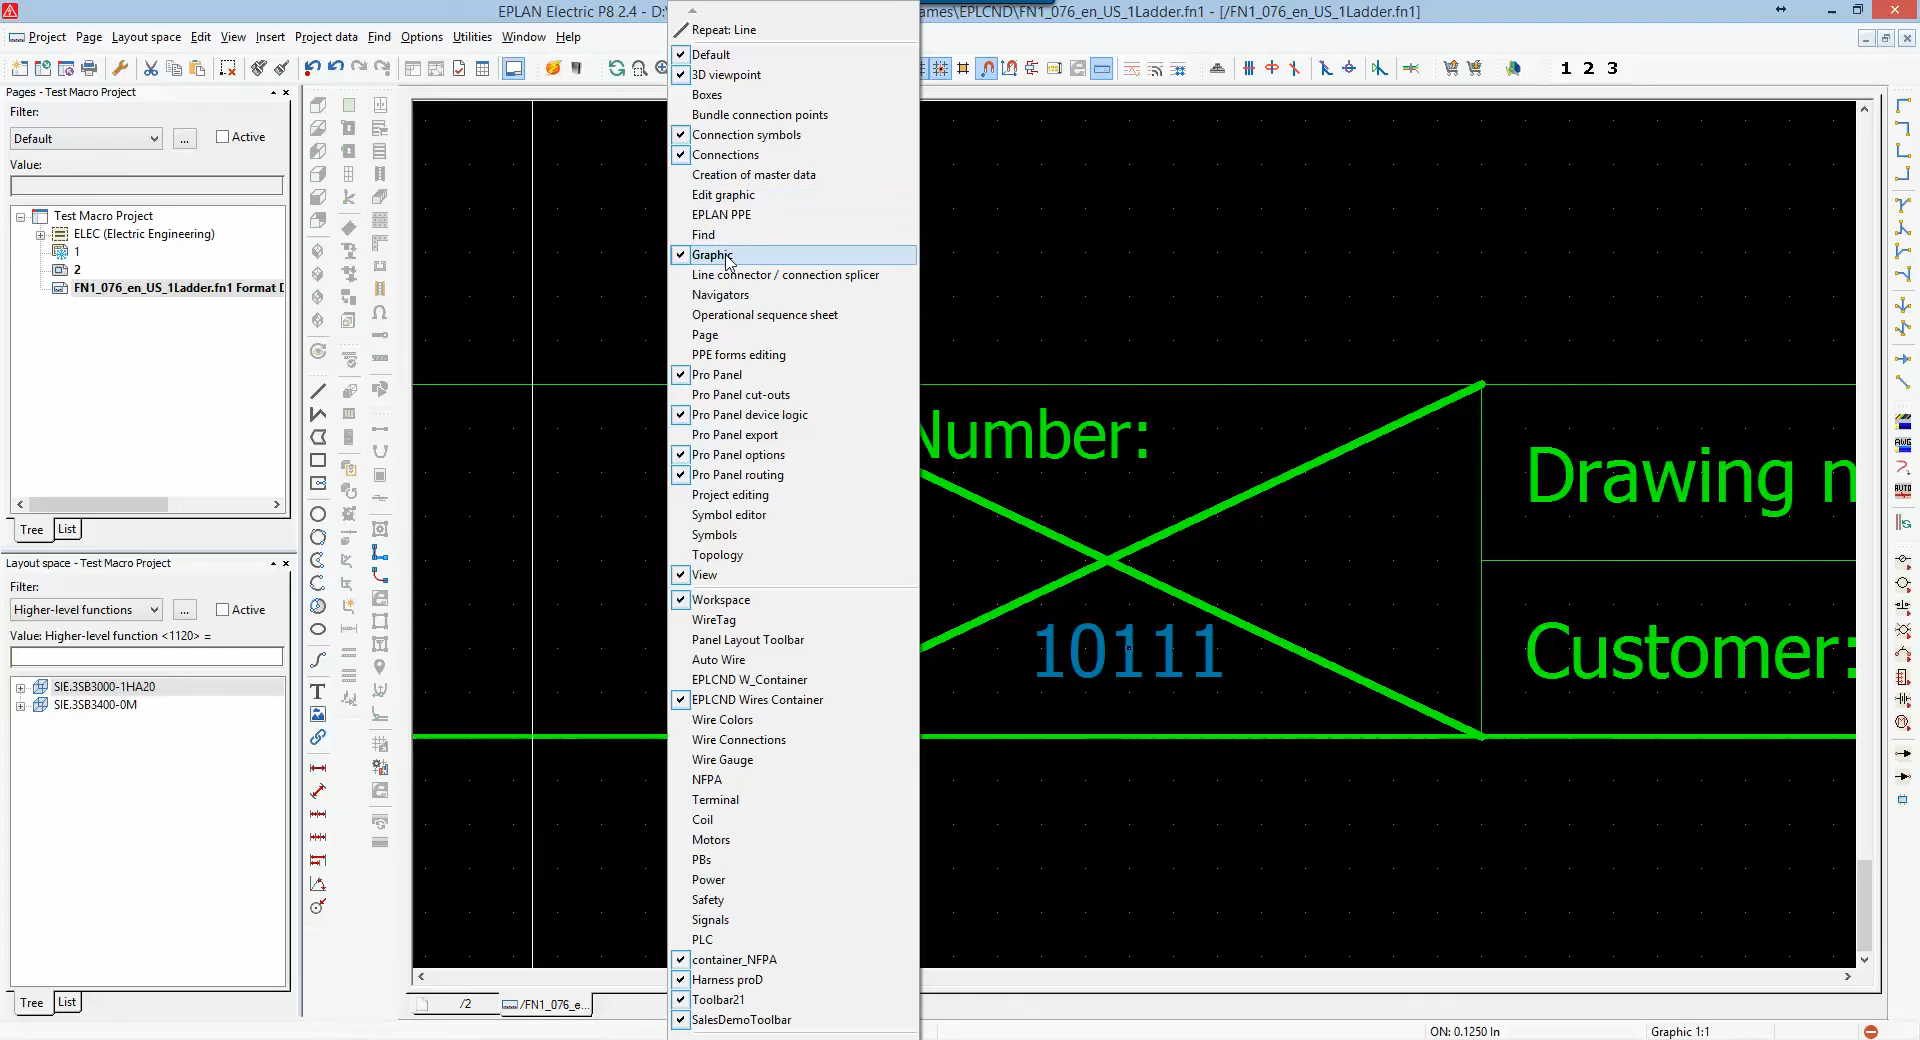 EPLAN Electric P8 2.4 - D:\
ames\EPLCND\FN1_076_en_US_1Ladder.fn1 - [/FN1_076_en_US_1Ladder.fn1]
Project Page Layout space Edit View Insert Project data Find Options Utilities Window Help
1 2 3
Pages - Test Macro Project
Filter:
Default
...
Active
Value:
Test Macro Project
ELEC (Electric Engineering)
1
2
FN1_076_en_US_1Ladder.fn1 Format D
Tree List
Layout space - Test Macro Project
Filter:
Higher-level functions
...
Active
Value: Higher-level function <1120> =
SIE.3SB3000-1HA20
SIE.3SB3400-0M
Tree List
T
Repeat: Line
Default
3D viewpoint
Boxes
Bundle connection points
Connection symbols
Connections
Creation of master data
Edit graphic
EPLAN PPE
Find
Graphic
Line connector / connection splicer
Navigators
Operational sequence sheet
Page
PPE forms editing
Pro Panel
Pro Panel cut-outs
Pro Panel device logic
Pro Panel export
Pro Panel options
Pro Panel routing
Project editing
Symbol editor
Symbols
Topology
View
Workspace
WireTag
Panel Layout Toolbar
Auto Wire
EPLCND W_Container
EPLCND Wires Container
Wire Colors
Wire Connections
Wire Gauge
NFPA
Terminal
Coil
Motors
PBs
Power
Safety
Signals
PLC
container_NFPA
Harness proD
Toolbar21
SalesDemoToolbar
Number:
10111
Drawing n
Customer:
AWG
AUTO
/2
/FN1_076_e...
ON: 0.1250 In
Graphic 1:1